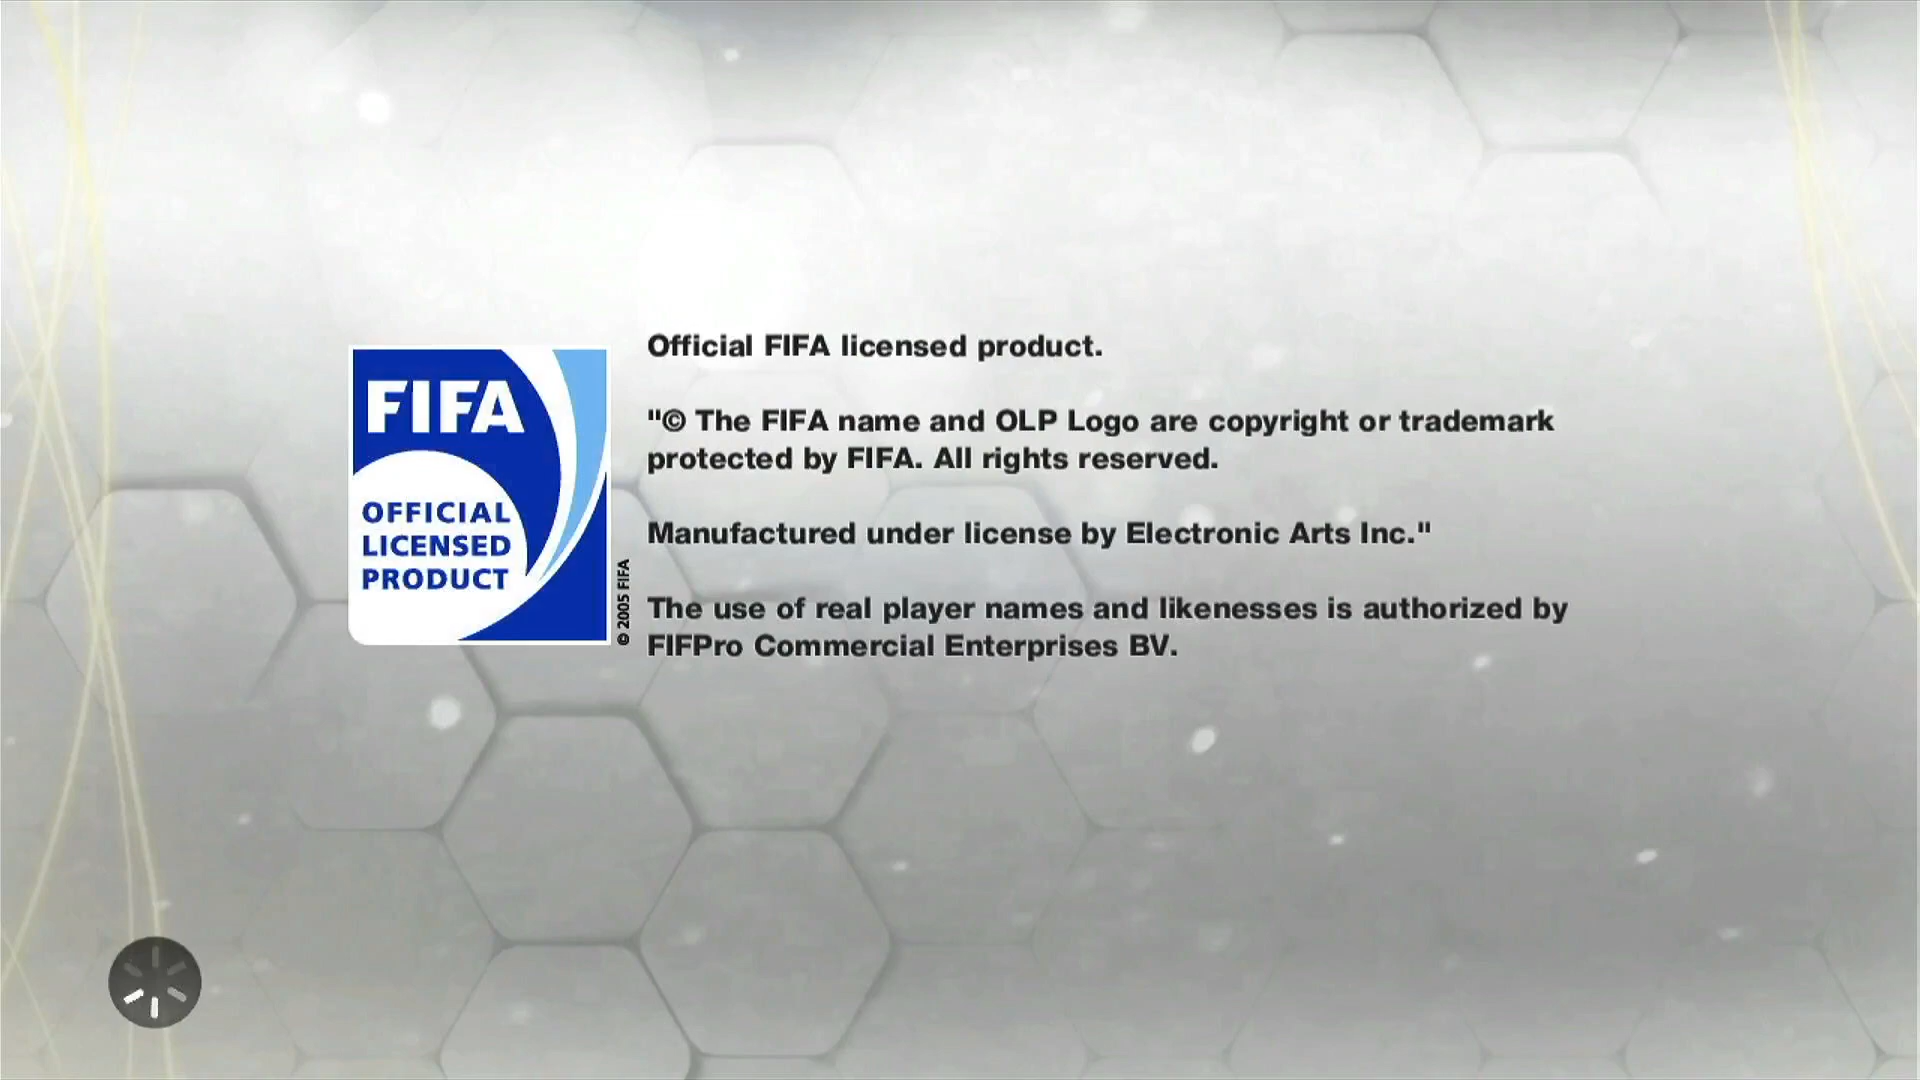 FIFA
OFFICIAL
LICENSED
PRODUCT
© 2005 FIFA
Official FIFA licensed product.
"© The FIFA name and OLP Logo are copyright or trademark
protected by FIFA. All rights reserved.
Manufactured under license by Electronic Arts Inc."
The use of real player names and likenesses is authorized by
FIFPro Commercial Enterprises BV.